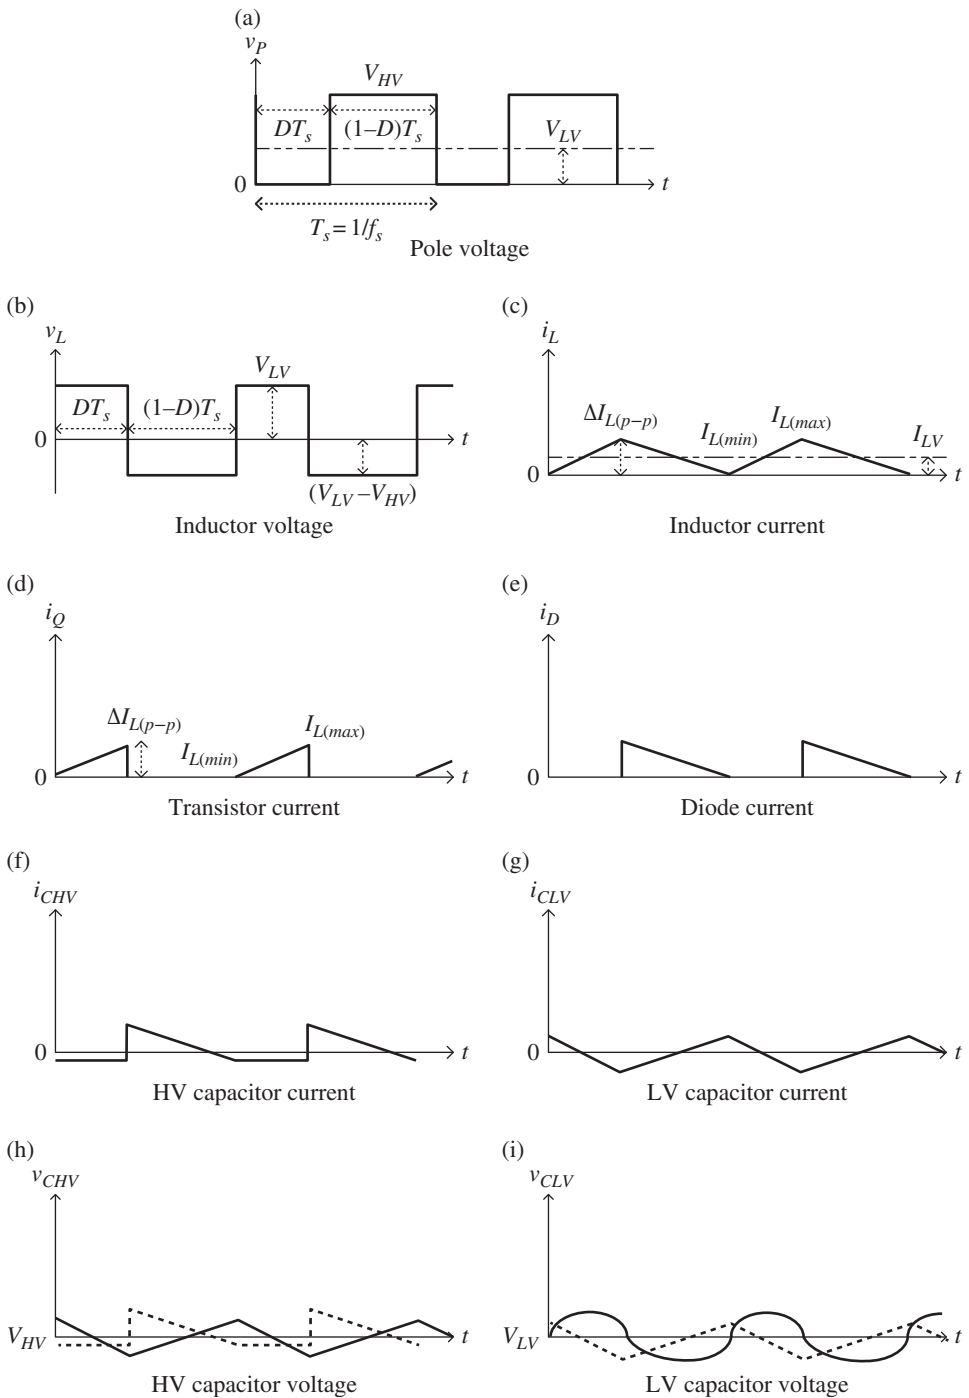 (a)
v_P
V_HV
DT_s (1–D)T_s V_LV
0 t
T_s = 1/f_s
Pole voltage
(b)
v_L
V_LV
DT_s (1–D)T_s
0 t
(V_LV – V_HV)
Inductor voltage
(c)
i_L
ΔI_L(p–p) I_L(min) I_L(max) I_LV
0 t
Inductor current
(d)
i_Q
ΔI_L(p–p) I_L(min) I_L(max)
0 t
Transistor current
(e)
i_D
0 t
Diode current
(f)
i_CHV
0 t
HV capacitor current
(g)
i_CLV
0 t
LV capacitor current
(h)
v_CHV
V_HV t
HV capacitor voltage
(i)
v_CLV
V_LV t
LV capacitor voltage